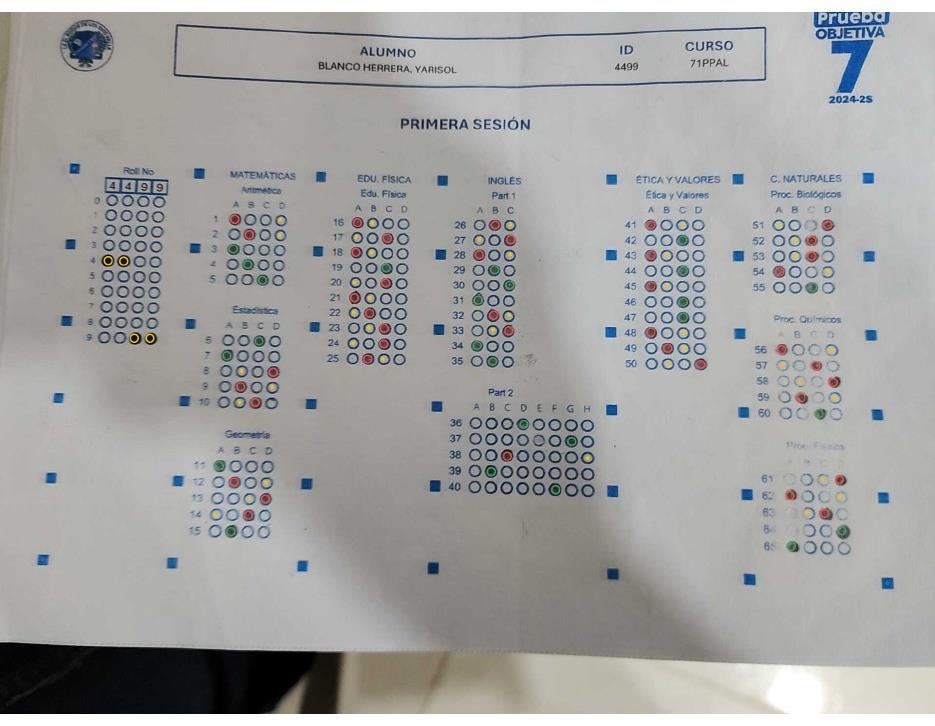 Prueba
OBJETIVA
7
2024-2S
ALUMNO
BLANCO HERRERA, YARISOL
ID
4499
CURSO
71PPAL
PRIMERA SESIÓN
Roll No
4 4 9 9
0
1
2
3
4
5
6
7
8
9
MATEMÁTICAS
Aritmética
A B C D
1
2
3
4
5
Estadística
A B C D
6
7
8
9
10
Geometría
A B C D
11
12
13
14
15
EDU. FÍSICA
Edu. Física
A B C D
16
17
18
19
20
21
22
23
24
25
INGLÉS
Part 1
A B C
26
27
28
29
30
31
32
33
34
35
Part 2
A B C D E F G H
36
37
38
39
40
ÉTICA Y VALORES
Ética y Valores
A B C D
41
42
43
44
45
46
47
48
49
50
C. NATURALES
Proc. Biológicos
A B C D
51
52
53
54
55
Proc. Químicos
A B C D
56
57
58
59
60
Proc. Físicos
61
62
63
64
65